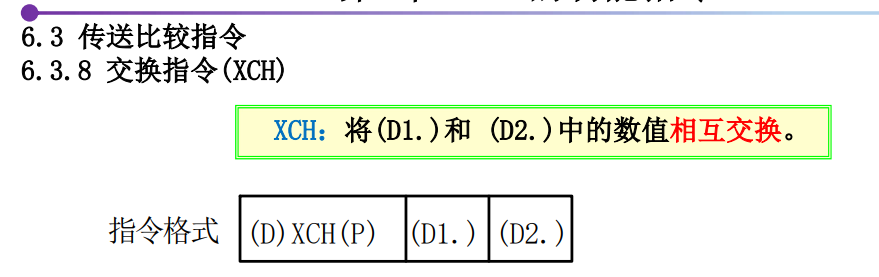 6.3 传送比较指令
6.3.8 交换指令(XCH)
XCH：将(D1.)和 (D2.)中的数值相互交换。
指令格式 (D)XCH(P) (D1.) (D2.)